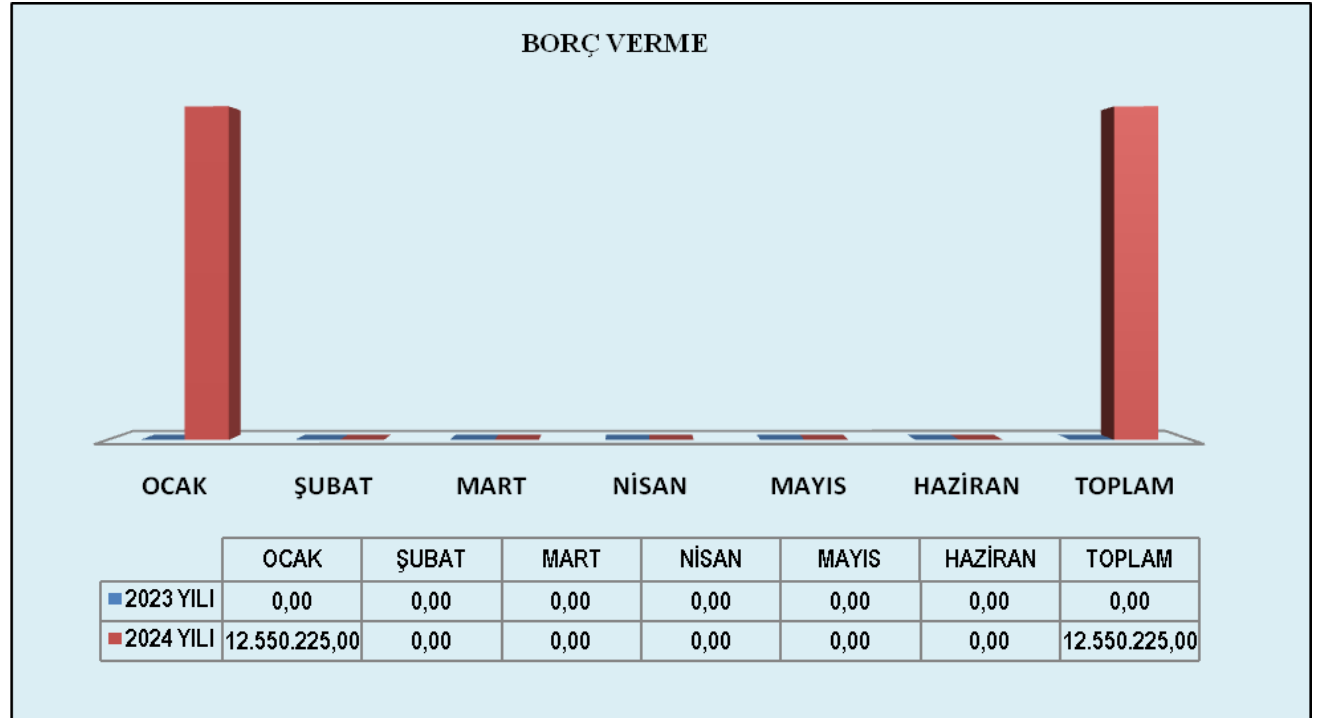 BORÇ VERME
OCAK ŞUBAT MART NİSAN MAYIS HAZİRAN TOPLAM
OCAK ŞUBAT MART NİSAN MAYIS HAZİRAN TOPLAM
2023 YILI 0,00 0,00 0,00 0,00 0,00 0,00 0,00
2024 YILI 12.550.225,00 0,00 0,00 0,00 0,00 0,00 12.550.225,00